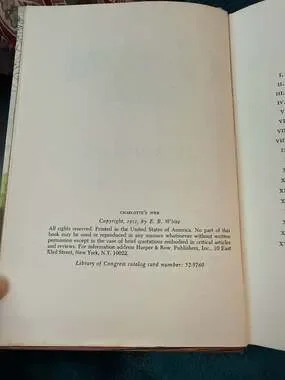 CHARLOTTE'S WEB
Copyright, 1952, by E. B. White
All rights reserved. Printed in the United States of America. No part of this
book may be used or reproduced in any manner whatsoever without written
permission except in the case of brief quotations embodied in critical articles
and reviews. For information address Harper & Row, Publishers, Inc., 10 East
53rd Street, New York, N.Y. 10022.
Library of Congress catalog card number: 52-9760
I.
II.